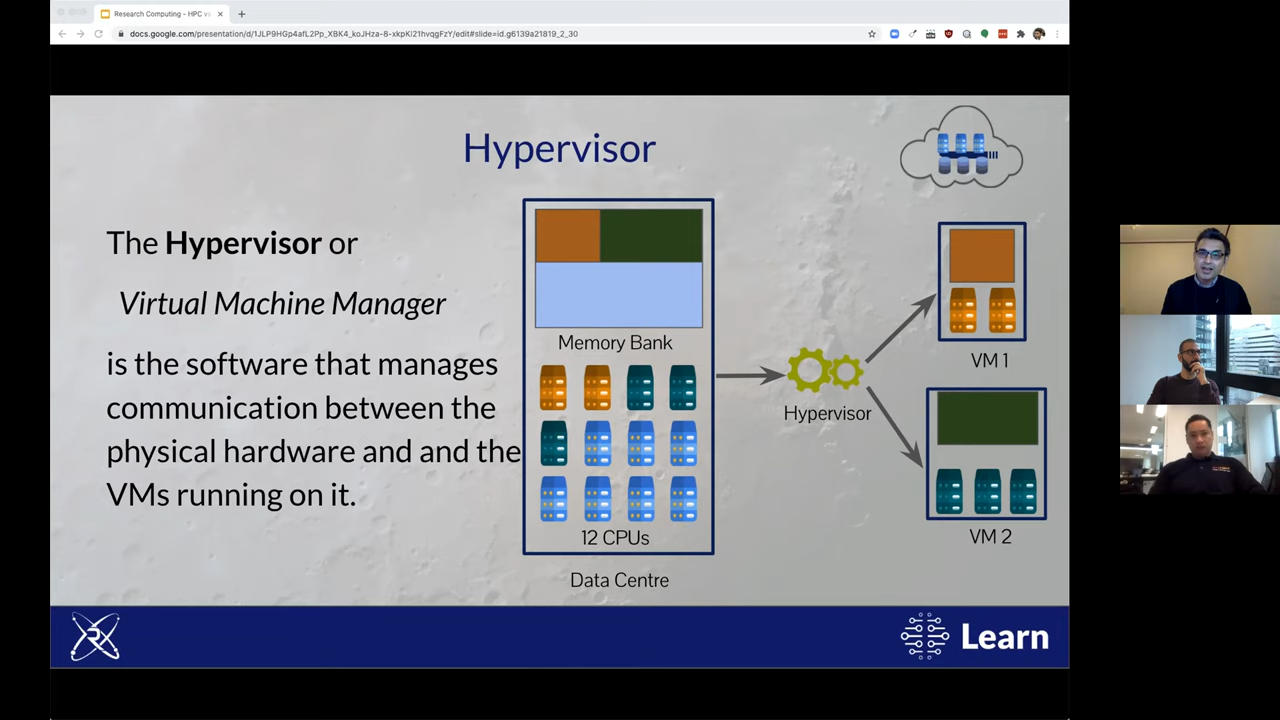 Research Computing - HPC vs
docs.google.com/presentation/d/1JLP9HGp4afL2Pp_XBK4_koJHza-8-xkpKi21hvqgFzY/edit#slide=id.g6139a21819_2_30
Hypervisor
The Hypervisor or
Virtual Machine Manager
is the software that manages
communication between the
physical hardware and and the
VMs running on it.
Memory Bank
12 CPUs
Data Centre
Hypervisor
VM 1
VM 2
Learn